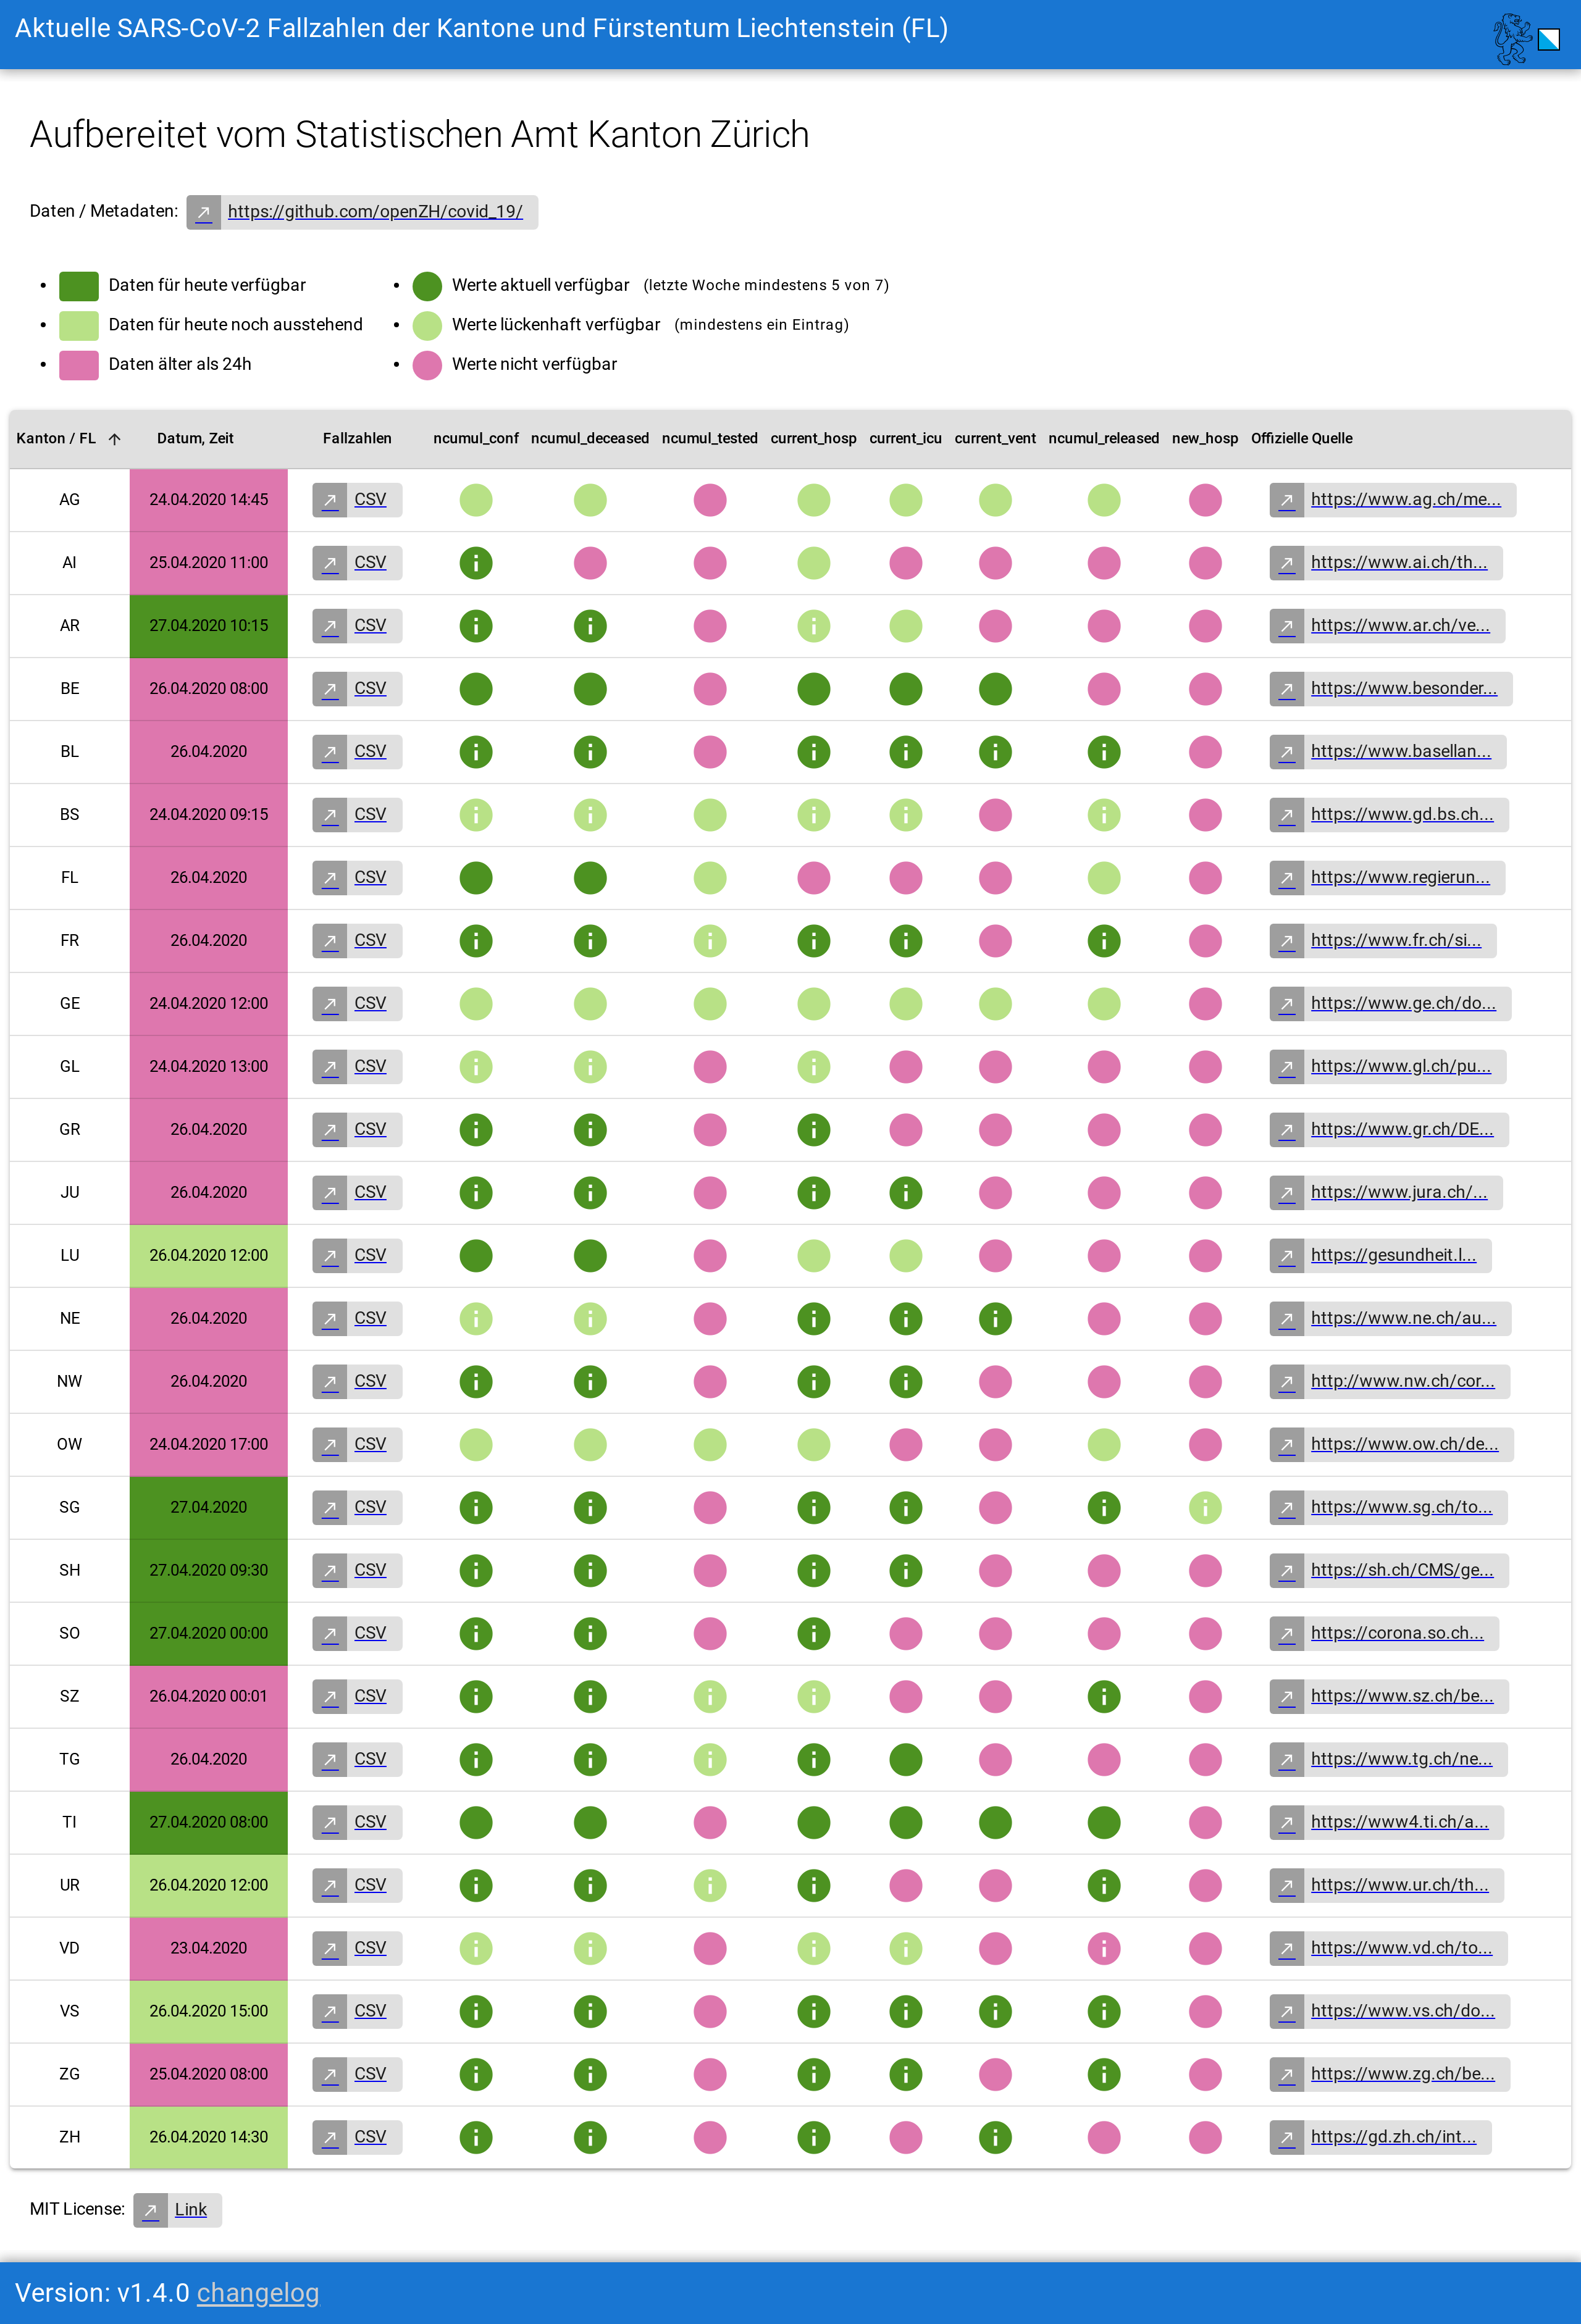 Aktuelle SARS-CoV-2 Fallzahlen der Kantone und Fürstentum Liechtenstein (FL)
Aufbereitet vom Statistischen Amt Kanton Zürich
Daten / Metadaten: https://github.com/openZH/covid_19/
Daten für heute verfügbar
Daten für heute noch ausstehend
Daten älter als 24h
Werte aktuell verfügbar (letzte Woche mindestens 5 von 7)
Werte lückenhaft verfügbar (mindestens ein Eintrag)
Werte nicht verfügbar
Kanton / FL Datum, Zeit Fallzahlen ncumul_conf ncumul_deceased ncumul_tested current_hosp current_icu current_vent ncumul_released new_hosp Offizielle Quelle
AG 24.04.2020 14:45 CSV https://www.ag.ch/me...
AI 25.04.2020 11:00 CSV https://www.ai.ch/th...
AR 27.04.2020 10:15 CSV https://www.ar.ch/ve...
BE 26.04.2020 08:00 CSV https://www.besonder...
BL 26.04.2020 CSV https://www.basellan...
BS 24.04.2020 09:15 CSV https://www.gd.bs.ch...
FL 26.04.2020 CSV https://www.regierun...
FR 26.04.2020 CSV https://www.fr.ch/si...
GE 24.04.2020 12:00 CSV https://www.ge.ch/do...
GL 24.04.2020 13:00 CSV https://www.gl.ch/pu...
GR 26.04.2020 CSV https://www.gr.ch/DE...
JU 26.04.2020 CSV https://www.jura.ch/...
LU 26.04.2020 12:00 CSV https://gesundheit.l...
NE 26.04.2020 CSV https://www.ne.ch/au...
NW 26.04.2020 CSV http://www.nw.ch/cor...
OW 24.04.2020 17:00 CSV https://www.ow.ch/de...
SG 27.04.2020 CSV https://www.sg.ch/to...
SH 27.04.2020 09:30 CSV https://sh.ch/CMS/ge...
SO 27.04.2020 00:00 CSV https://corona.so.ch...
SZ 26.04.2020 00:01 CSV https://www.sz.ch/be...
TG 26.04.2020 CSV https://www.tg.ch/ne...
TI 27.04.2020 08:00 CSV https://www4.ti.ch/a...
UR 26.04.2020 12:00 CSV https://www.ur.ch/th...
VD 23.04.2020 CSV https://www.vd.ch/to...
VS 26.04.2020 15:00 CSV https://www.vs.ch/do...
ZG 25.04.2020 08:00 CSV https://www.zg.ch/be...
ZH 26.04.2020 14:30 CSV https://gd.zh.ch/int...
MIT License: Link
Version: v1.4.0 changelog